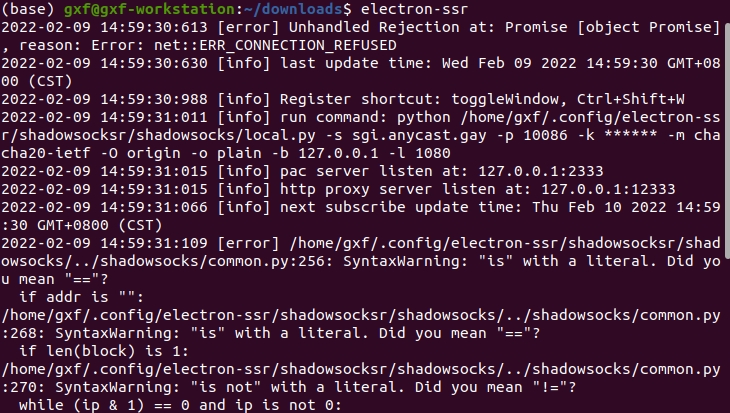 (base) gxf@gxf-workstation:~/downloads$ electron-ssr
2022-02-09 14:59:30:613 [error] Unhandled Rejection at: Promise [object Promise]
, reason: Error: net::ERR_CONNECTION_REFUSED
2022-02-09 14:59:30:630 [info] last update time: Wed Feb 09 2022 14:59:30 GMT+08
00 (CST)
2022-02-09 14:59:30:988 [info] Register shortcut: toggleWindow, Ctrl+Shift+W
2022-02-09 14:59:31:011 [info] run command: python /home/gxf/.config/electron-ss
r/shadowsocksr/shadowsocks/local.py -s sgi.anycast.gay -p 10086 -k ****** -m cha
cha20-ietf -O origin -o plain -b 127.0.0.1 -l 1080
2022-02-09 14:59:31:015 [info] pac server listen at: 127.0.0.1:2333
2022-02-09 14:59:31:015 [info] http proxy server listen at: 127.0.0.1:12333
2022-02-09 14:59:31:066 [info] next subscribe update time: Thu Feb 10 2022 14:59
:30 GMT+0800 (CST)
2022-02-09 14:59:31:109 [error] /home/gxf/.config/electron-ssr/shadowsocksr/shad
owsocks/../shadowsocks/common.py:256: SyntaxWarning: "is" with a literal. Did yo
u mean "=="?
  if addr is "":
/home/gxf/.config/electron-ssr/shadowsocksr/shadowsocks/../shadowsocks/common.py
:268: SyntaxWarning: "is" with a literal. Did you mean "=="?
  if len(block) is 1:
/home/gxf/.config/electron-ssr/shadowsocksr/shadowsocks/../shadowsocks/common.py
:270: SyntaxWarning: "is not" with a literal. Did you mean "!="?
  while (ip & 1) == 0 and ip is not 0: